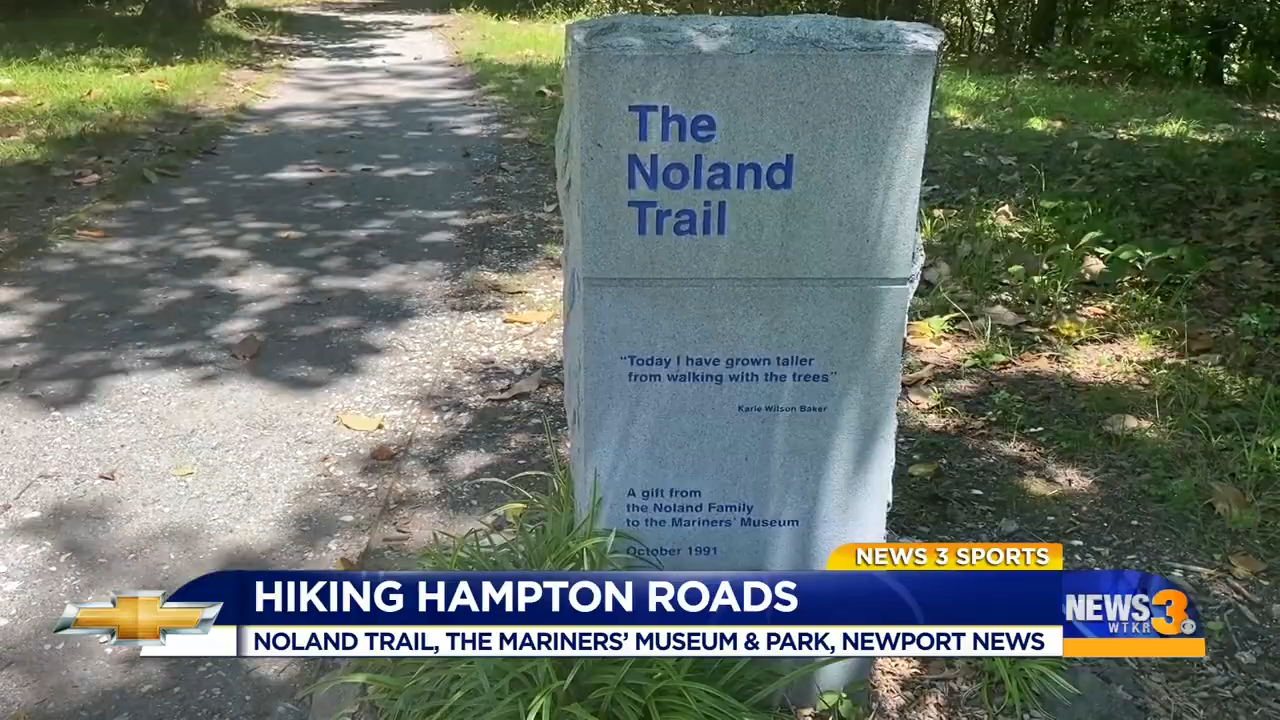 The
Noland
Trail
“Today I have grown taller
from walking with the trees”
Karle Wilson Baker
A gift from
the Noland Family
to the Mariners’ Museum
October 1991
NEWS 3 SPORTS
HIKING HAMPTON ROADS
NOLAND TRAIL, THE MARINERS’ MUSEUM & PARK, NEWPORT NEWS
NEWS 3
WTKR